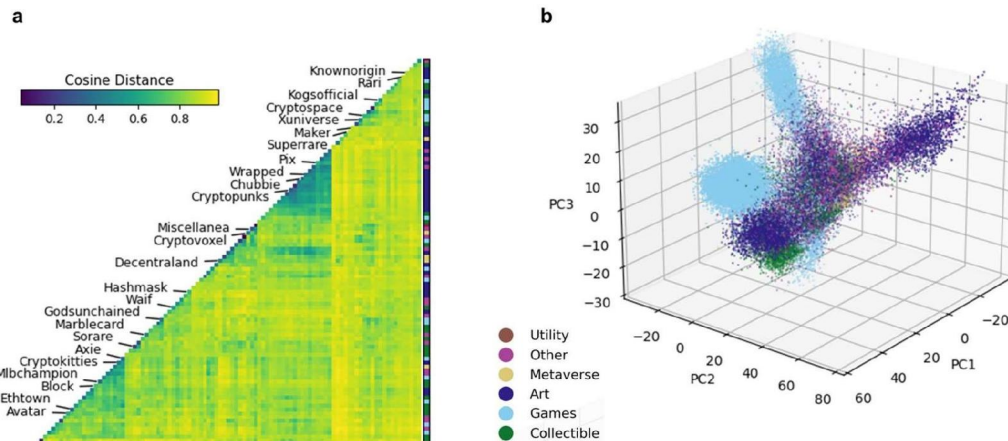 a
Cosine Distance
0.2 0.4 0.6 0.8
Knownorigin
Rari
Kogsofficial
Cryptospace
Xuniverse
Maker
Superrare
Pix
Wrapped
Chubbie
Cryptopunks
Miscellanea
Cryptovoxel
Decentraland
Hashmask
Waif
Godsunchained
Marblecard
Sorare
Axie
Cryptokitties
Mlbchampion
Block
Ethtown
Avatar
Utility
Other
Metaverse
Art
Games
Collectible
b
PC3
30
20
10
0
−10
−20
−30
−20
0
20
40
60
80
PC2
60
40
20
0
−20
PC1